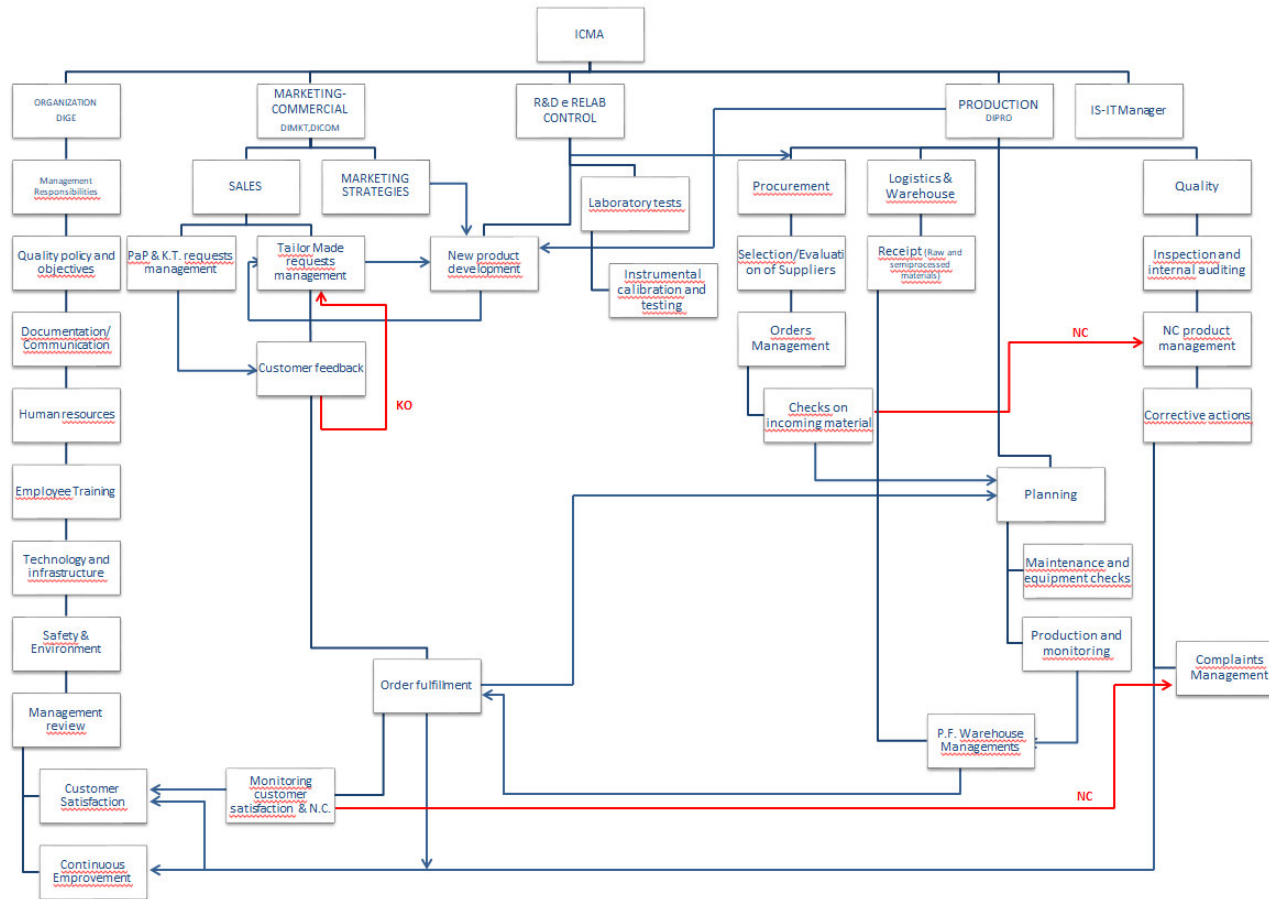 ICMA
ORGANIZATION
DIGE
MARKETING-
COMMERCIAL
DIMKT,DICOM
R&D e RELAB
CONTROL
PRODUCTION
DIPRO
IS-ITManager
Management
Responsibilities
SALES
MARKETING
STRATEGIES
Laboratory tests
Procurement
Logistics &
Warehouse
Quality
Quality policy and
objectives
PaP & K.T. requests
management
Tailor Made
requests
management
New product
development
Instrumental
calibration and
testing
Selection/Evaluati
on of Suppliers
Receipt (Raw and
semiprocessed
materials)
Inspection and
internal auditing
Documentation/
Communication
Customer feedback
Orders
Management
NC
NC product
management
Human resources
KO
Checks on
incoming material
Corrective actions
Employee Training
Planning
Technology and
infrastructure
Maintenance and
equipment checks
Safety &
Environment
Production and
monitoring
Order fulfillment
Complaints
Management
Management
review
P.F. Warehouse
Managements
Customer
Satisfaction
Monitoring
customer
satisfaction & N.C.
NC
Continuous
Emprovement